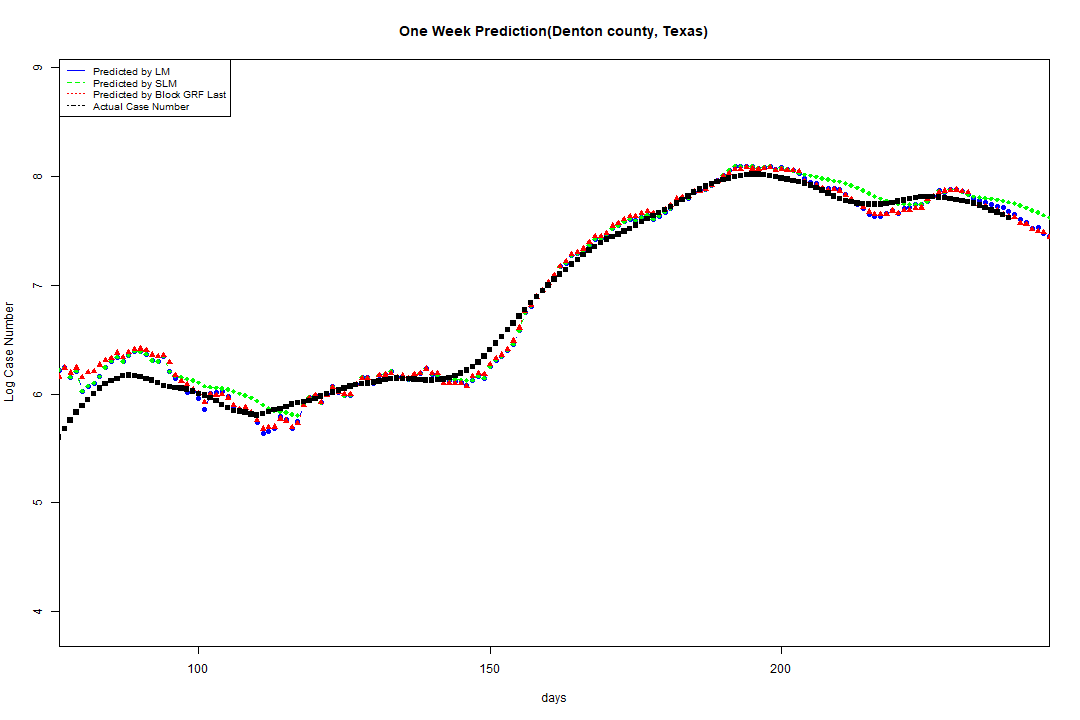 One Week Prediction(Denton county, Texas)
Predicted by LM
Predicted by SLM
Predicted by Block GRF Last
Actual Case Number
9
8
7
6
5
4
Log Case Number
100
150
200
days